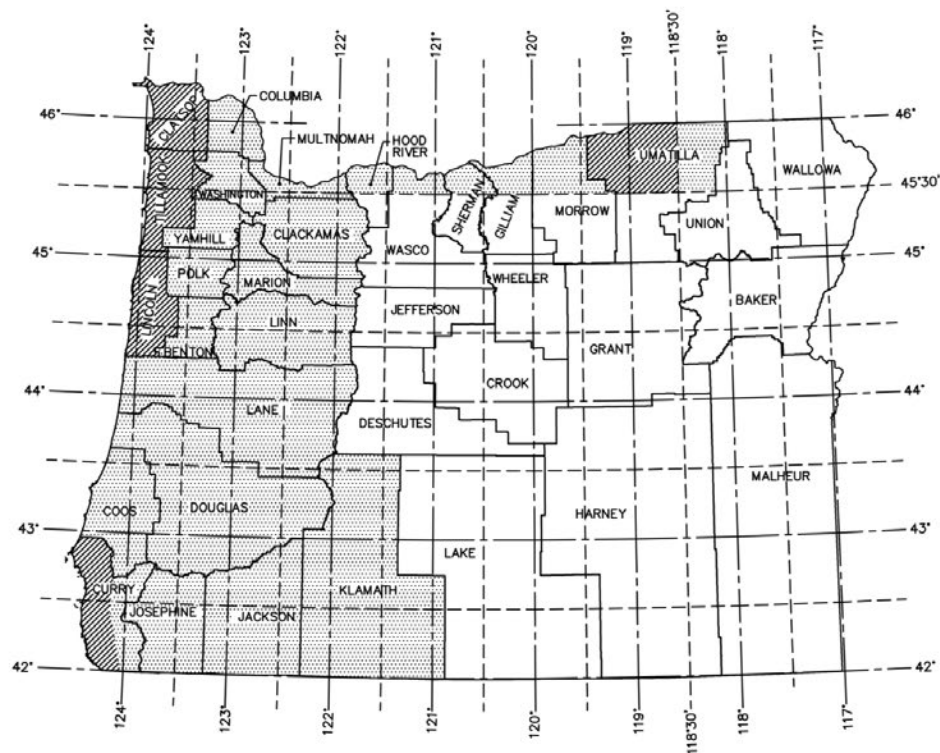 124°
123°
122°
121°
120°
119°
118°30'
118°
117°
COLUMBIA
46°
46°
CLATSOP
MULTNOMAH
HOOD
RIVER
UMATILLA
WALLOWA
TILLAMOOK
WASHINGTON
45°30'
SHERMAN
GILLIAM
MORROW
UNION
CLACKAMAS
YAMHILL
WASCO
45°
45°
POLK
MARION
WHEELER
BAKER
LINCOLN
JEFFERSON
LINN
GRANT
BENTON
CROOK
44°
44°
LANE
DESCHUTES
MALHEUR
DOUGLAS
COOS
HARNEY
43°
43°
LAKE
CURRY
KLAMATH
JOSEPHINE
JACKSON
42°
42°
124°
123°
122°
121°
120°
119°
118°30'
118°
117°